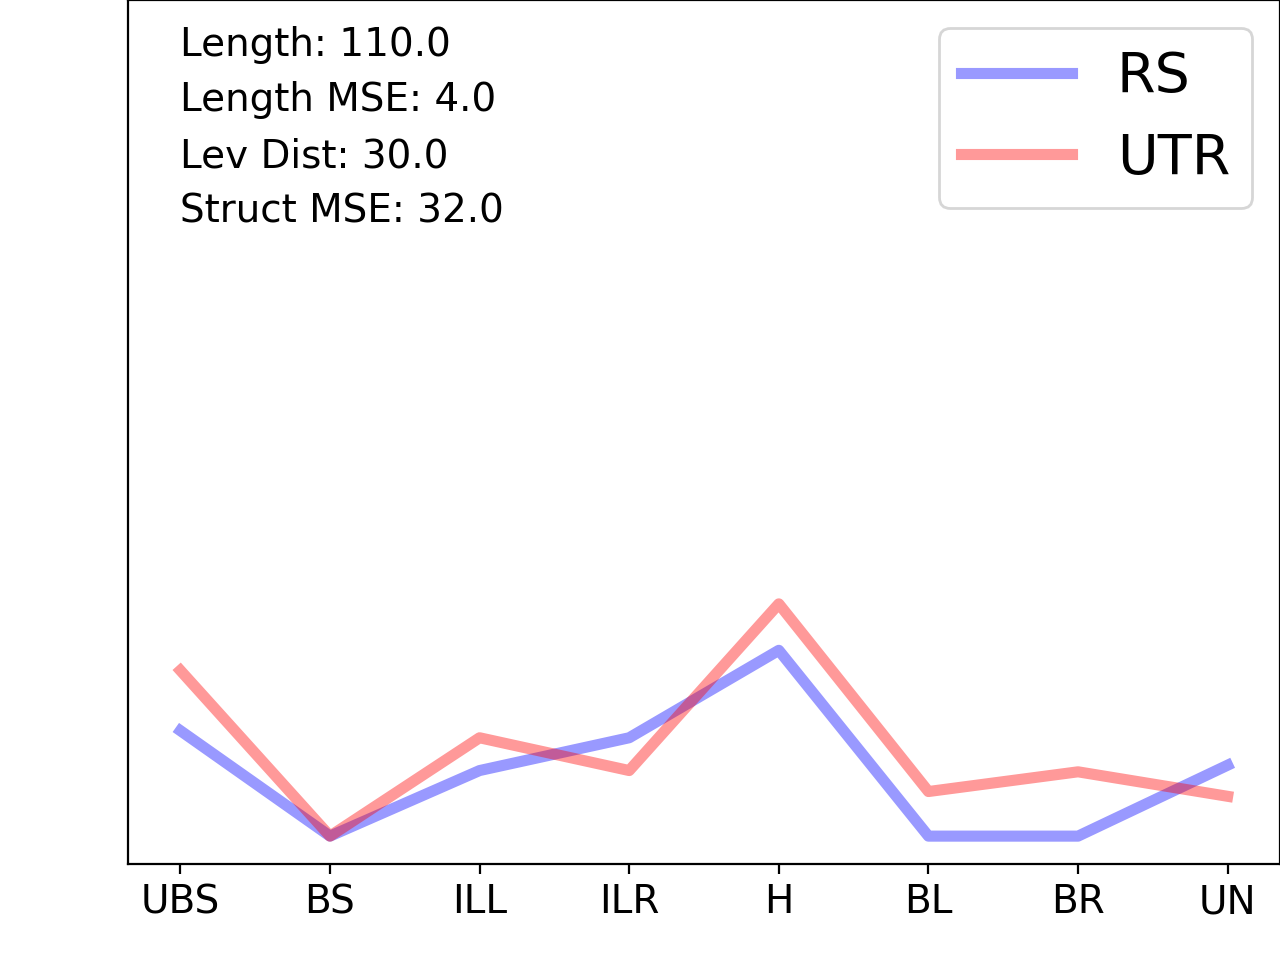 Length: 110.0
Length MSE: 4.0
Lev Dist: 30.0
Struct MSE: 32.0
RS
UTR
UBS BS ILL ILR H BL BR UN